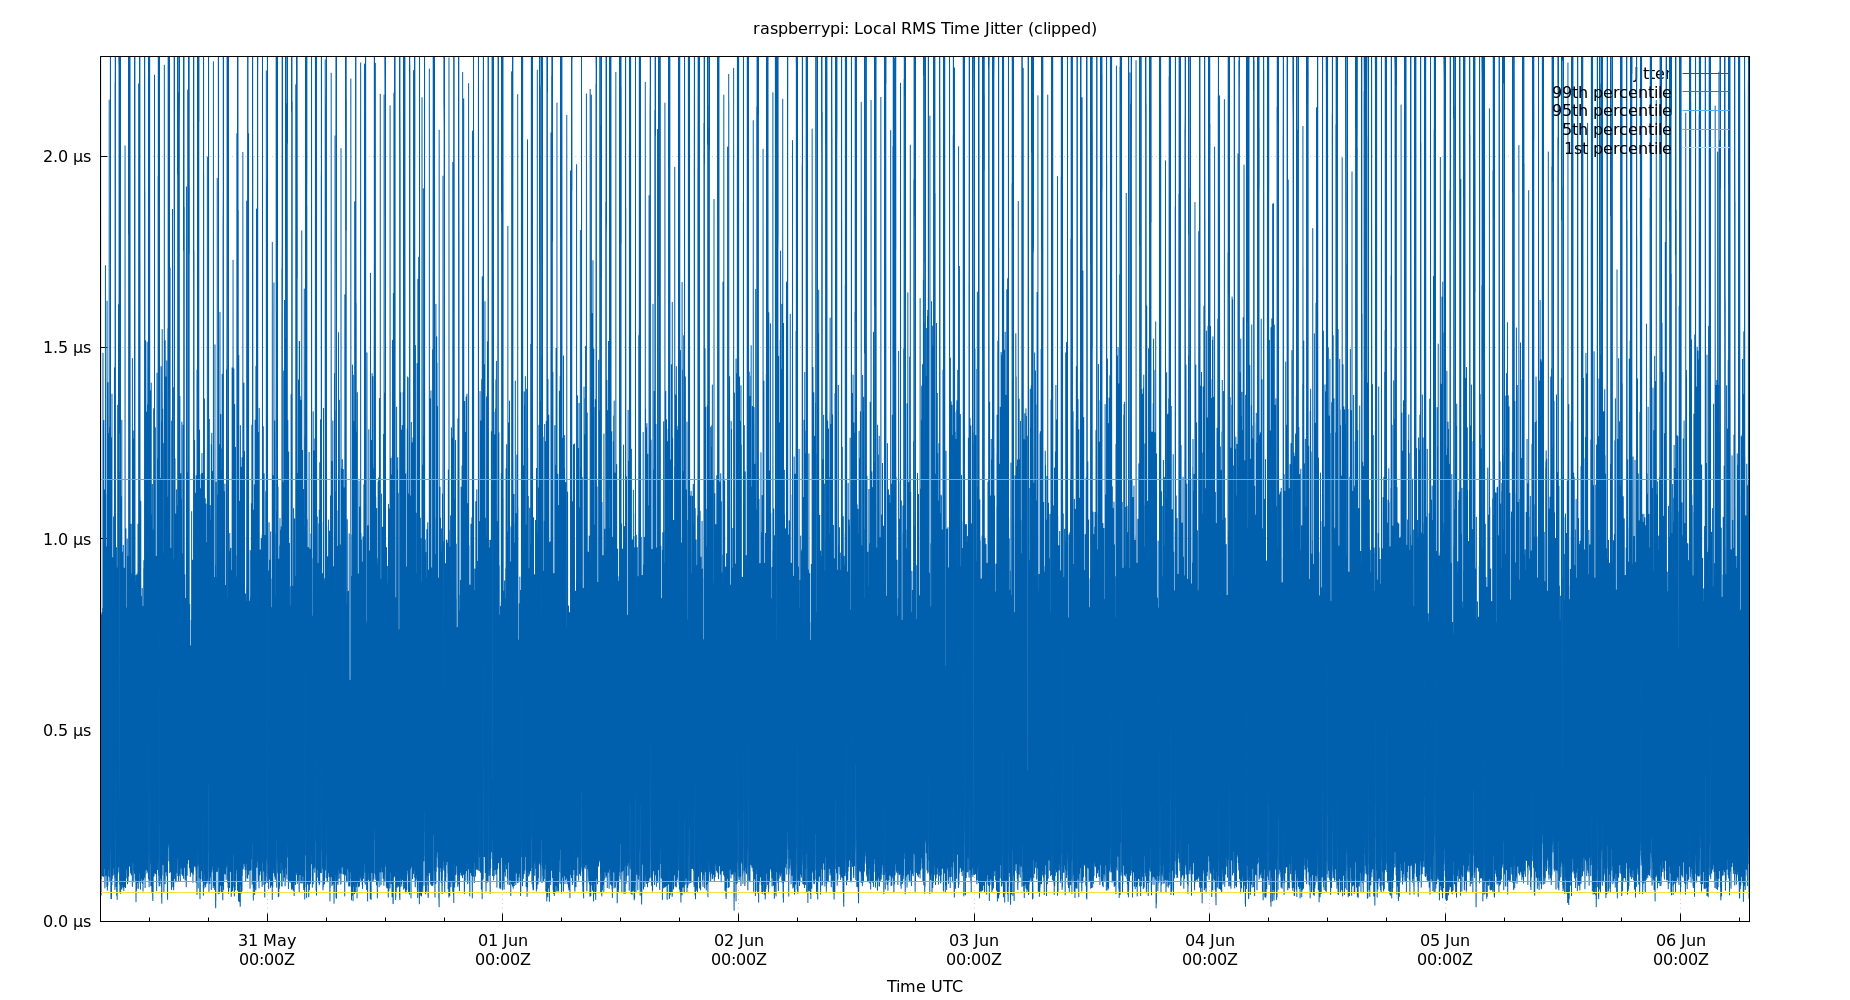 raspberrypi: Local RMS Time Jitter (clipped)
jitter
99th percentile
95th percentile
5th percentile
1st percentile
2.0 µs
1.5 µs
1.0 µs
0.5 µs
0.0 µs
31 May 01 Jun 02 Jun 03 Jun 04 Jun 05 Jun 06 Jun
00:00Z 00:00Z 00:00Z 00:00Z 00:00Z 00:00Z 00:00Z
Time UTC